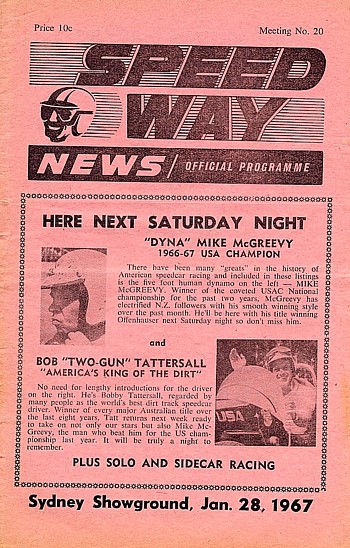 Price 10c
Meeting No. 20
SPEED
WAY
NEWS / OFFICIAL PROGRAMME
HERE NEXT SATURDAY NIGHT
"DYNA" MIKE McGREEVY
1966-67 USA CHAMPION
There have been many "greats" in the history of
American speedcar racing and included in these listings
is the five foot human dynamo on the left — MIKE
McGREEVY. Winner of the coveted USAC National
championship for the past two years, McGreevy has
electrified N.Z. followers with his smooth winning style
over the past month. He'll be here with his title winning
Offenhauser next Saturday night so don't miss him.
and
BOB "TWO-GUN" TATTERSALL
"AMERICA'S KING OF THE DIRT"
No need for lengthy introductions for the driver
on the right. He's Bobby Tattersall, regarded by
many people as the world's best dirt track speedcar
driver. Winner of every major Australian title over
the last eight years, Tatt returns next week ready
to take on not only our stars but also Mike Mc-
Greevy, the man who beat him for the US cham-
pionship last year. It will be truly a night to
remember.
USA
PLUS SOLO AND SIDECAR RACING
Sydney Showground, Jan. 28, 1967